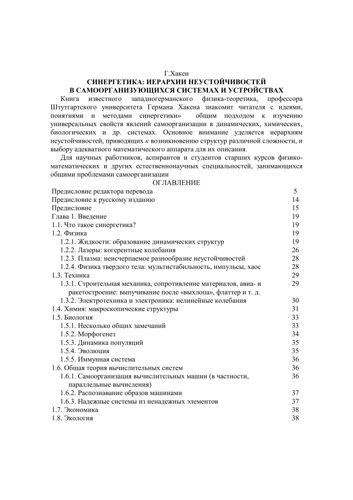 Г.Хакен
СИНЕРГЕТИКА: ИЕРАРХИИ НЕУСТОЙЧИВОСТЕЙ
В САМООРГАНИЗУЮЩИХСЯ СИСТЕМАХ И УСТРОЙСТВАХ
Книга известного западногерманского физика-теоретика, профессора
Штутгартского университета Германа Хакена знакомит читателя с идеями,
понятиями и методами синергетики» общим подходом к изучению
универсальных свойств явлений самоорганизации в динамических, химических,
биологических и др. системах. Основное внимание уделяется иерархиям
неустойчивостей, приводящих к возникновению структур различной сложности, и
выбору адекватного математического аппарата для их описания.
Для научных работников, аспирантов и студентов старших курсов физико-
математических и других естественнонаучных специальностей, занимающихся
общими проблемами самоорганизации
ОГЛАВЛЕНИЕ
Предисловие редактора перевода 5
Предисловие к русскому изданию 14
Предисловие 15
Глава 1. Введение 19
1.1. Что такое синергетика? 19
1.2. Физика 19
1.2.1. Жидкости: образование динамических структур 19
1.2.2. Лазеры: когерентные колебания 26
1.2.3. Плазма: неисчерпаемое разнообразие неустойчивостей 28
1.2.4. Физика твердого тела: мультистабильность, импульсы, хаос 28
1.3. Техника 29
1.3.1. Строительная механика, сопротивление материалов, авиа- и 29
ракетостроение: выпучивание после «выхлопа», флаттер и т. д.
1.3.2. Электротехника и электроника: нелинейные колебания 30
1.4. Химия: макроскопические структуры 31
1.5. Биология 33
1.5.1. Несколько общих замечаний 33
1.5.2. Морфогенез 34
1.5.3. Динамика популяций 35
1.5.4. Эволюция 35
1.5.5. Иммунная система 36
1.6. Общая теория вычислительных систем 36
1.6.1. Самоорганизация вычислительных машин (в частности, 36
параллельные вычисления)
1.6.2. Распознавание образов машинами 37
1.6.3. Надежные системы из ненадежных элементов 37
1.7. Экономика 38
1.8. Экология 38